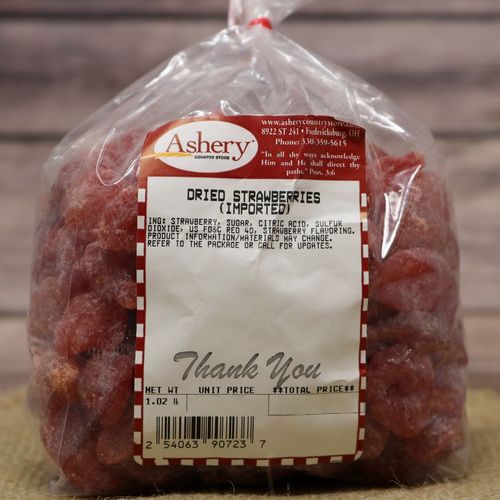 Ashery
COUNTRY STORE
www.asherycountrystore.com
8922 ST 241 • Fredericksburg, OH
Phone: 330-359-5615
"In all thy ways acknowledge
Him and He shall direct thy
paths." Prov. 3:6
DRIED STRAWBERRIES
(IMPORTED)
ING: STRAWBERRY, SUGAR, CITRIC ACID, SULFUR
DIOXIDE, US FD&C RED 40, STRAWBERRY FLAVORING.
PRODUCT INFORMATION/MATERIALS MAY CHANGE.
REFER TO THE PACKAGE OR CALL FOR UPDATES.
Thank You
NET WT UNIT PRICE **TOTAL PRICE**
1.02 lb
2 54063 90723 7